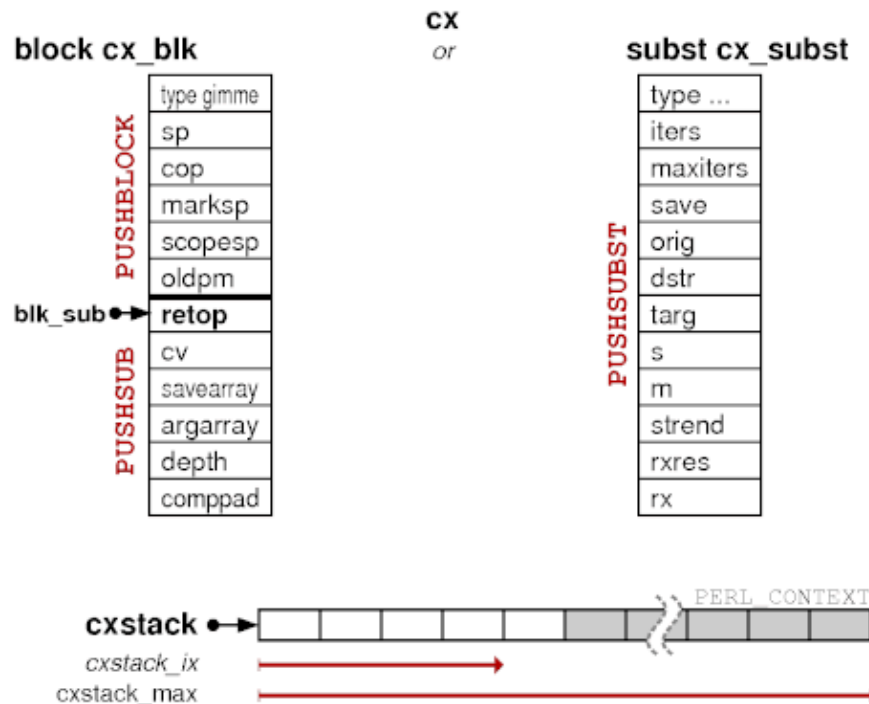 cx
or
block cx_blk
subst cx_subst
PUSHBLOCK
type gimme
sp
cop
marksp
scopesp
oldpm
blk_sub
retop
PUSHSUB
cv
savearray
argarray
depth
comppad
PUSHSUBST
type ...
iters
maxiters
save
orig
dstr
targ
s
m
strend
rxres
rx
PERL_CONTEXT
cxstack
cxstack_ix
cxstack_max